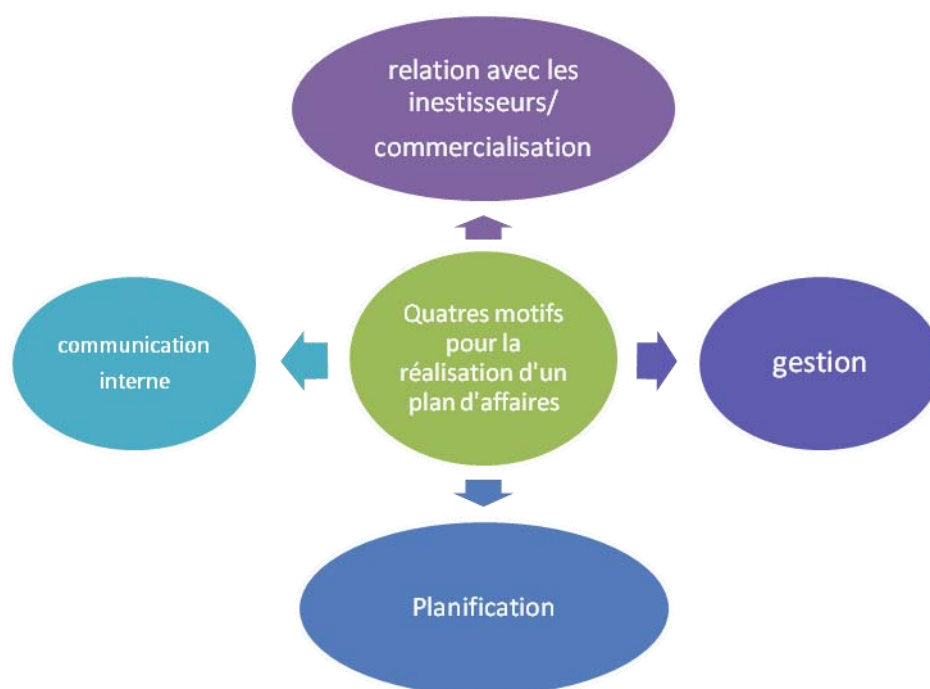 relation avec les
inestisseurs/
commercialisation
communication
interne
Quatres motifs
pour la
réalisation d'un
plan d'affaires
gestion
Planification